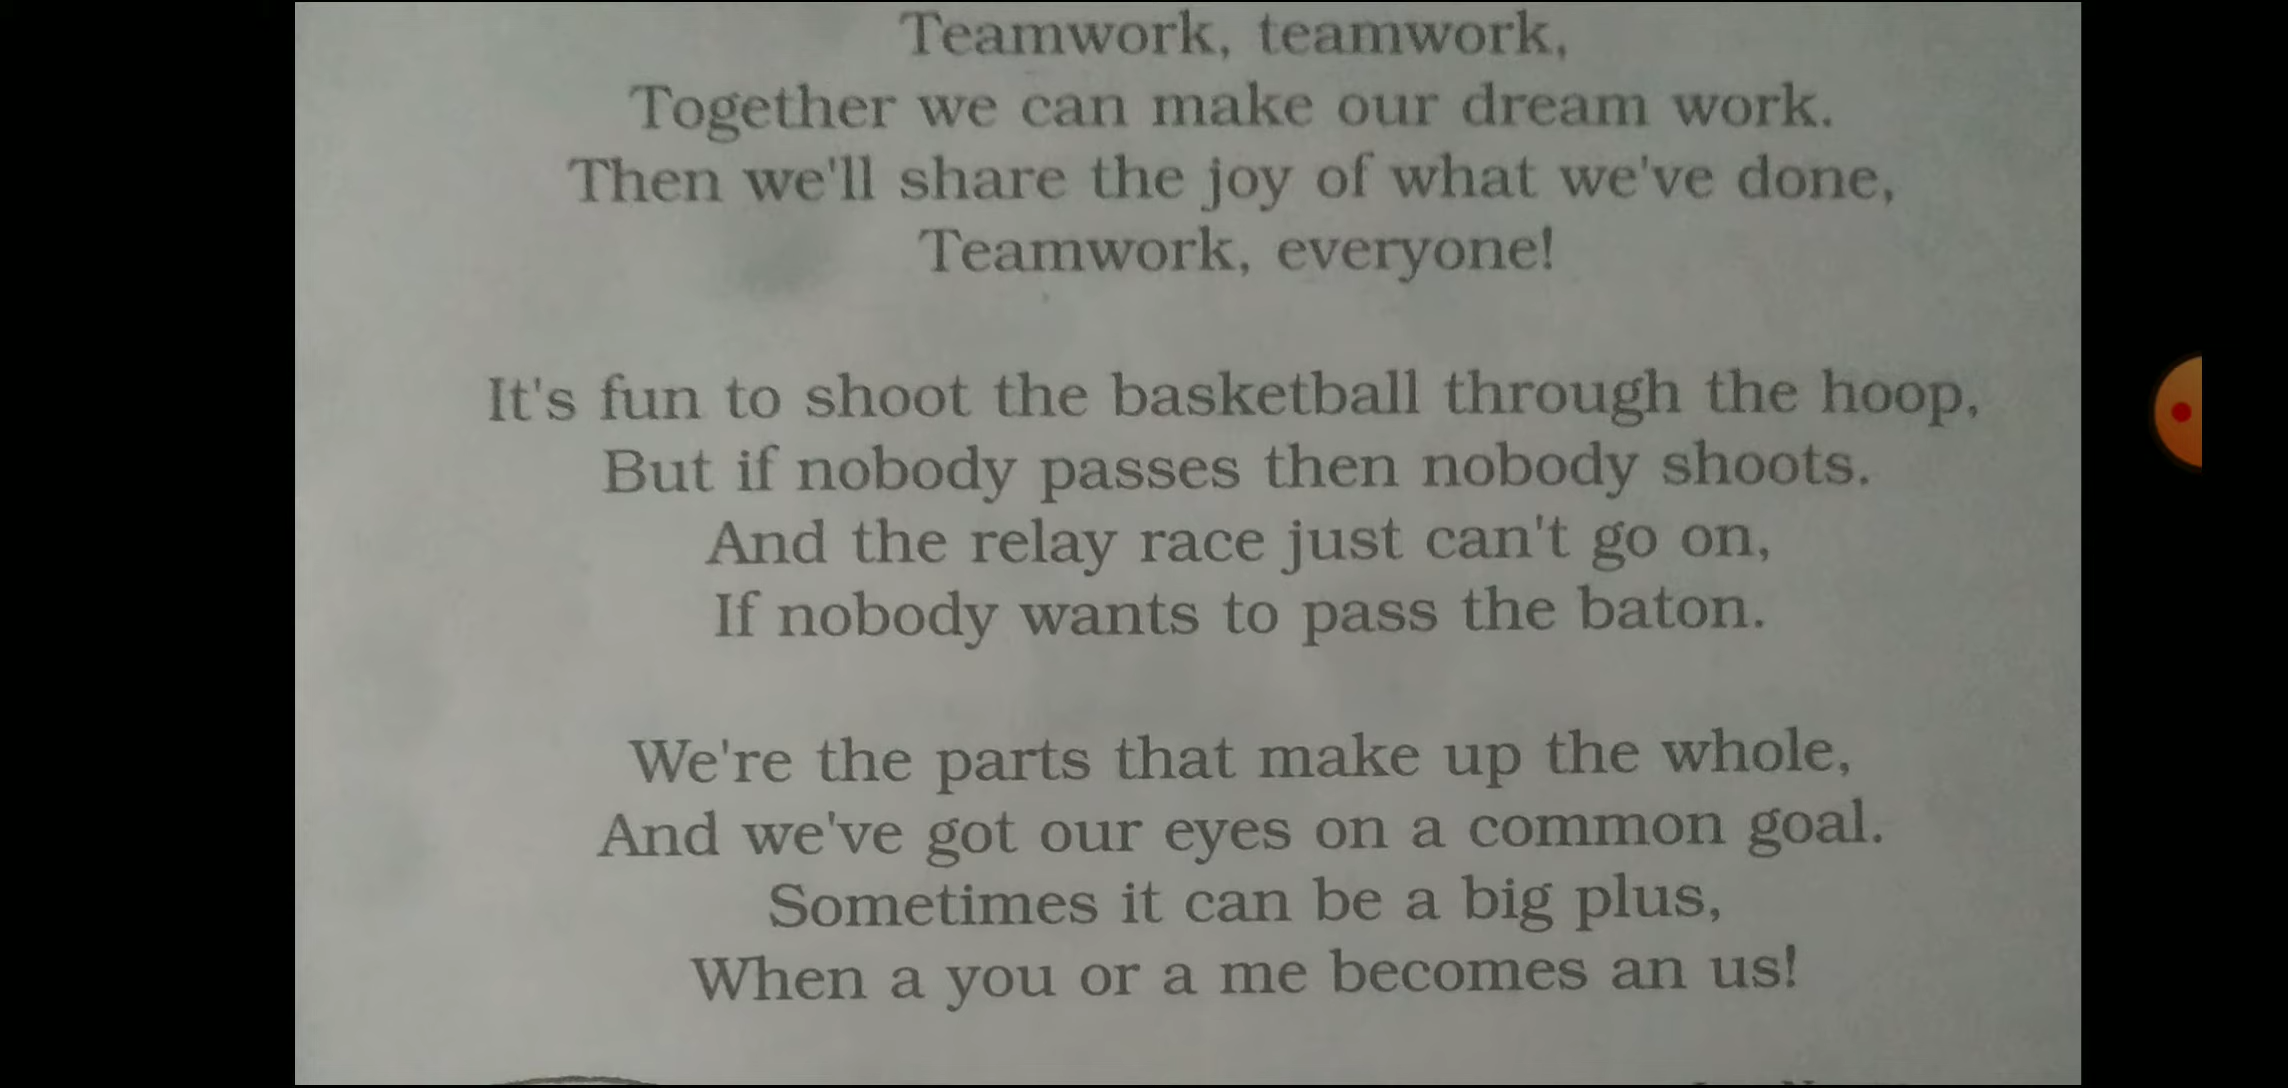 Teamwork, teamwork,
Together we can make our dream work.
Then we'll share the joy of what we've done,
Teamwork, everyone!
It's fun to shoot the basketball through the hoop,
But if nobody passes then nobody shoots.
And the relay race just can't go on,
If nobody wants to pass the baton.
We're the parts that make up the whole,
And we've got our eyes on a common goal.
Sometimes it can be a big plus,
When a you or a me becomes an us!